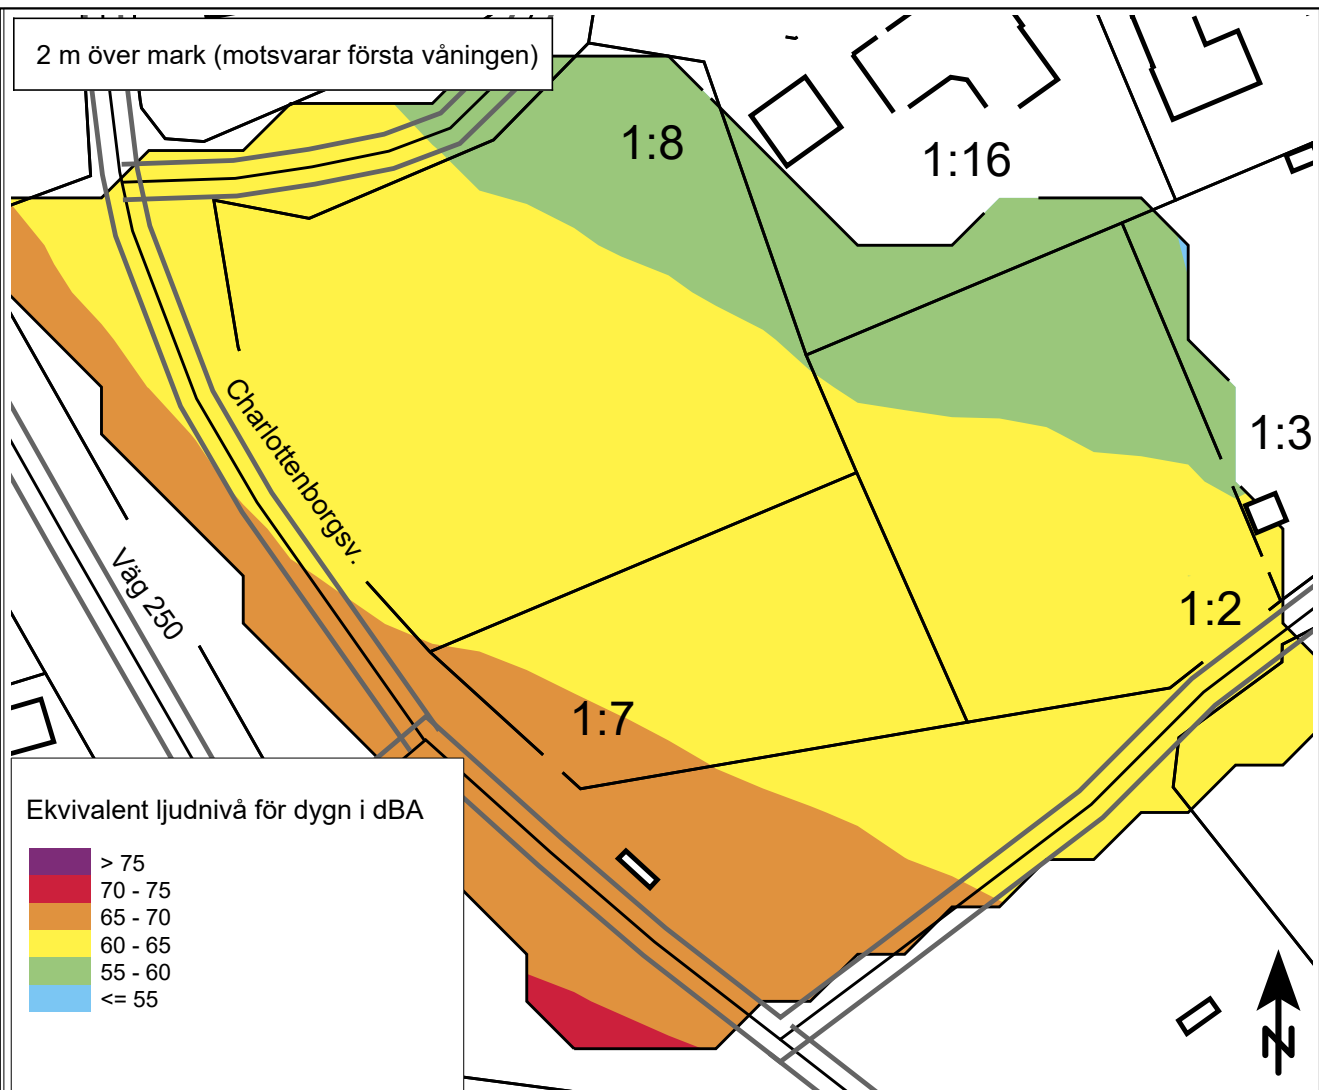 2 m över mark (motsvarar första våningen)
1:8
1:16
1:3
Charlottenborgsv.
Väg 250
1:2
1:7
Ekvivalent ljudnivå för dygn i dBA
> 75
70 - 75
65 - 70
60 - 65
55 - 60
<= 55
N